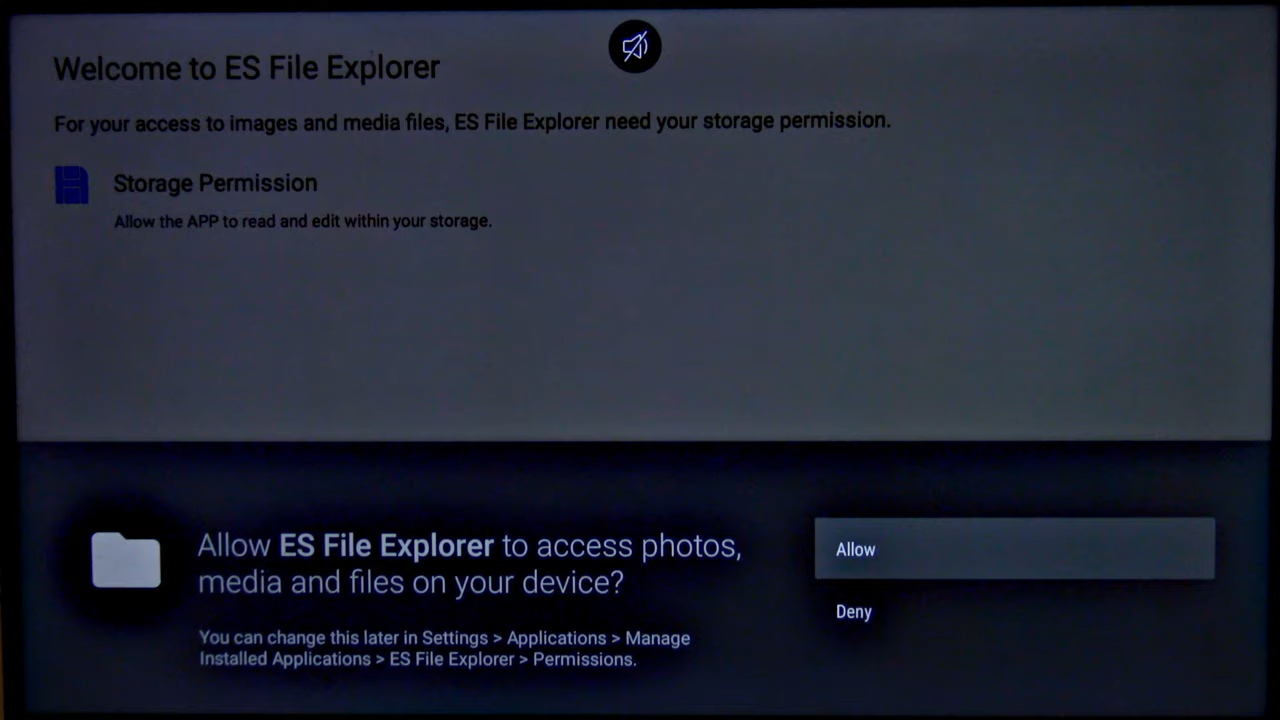 Welcome to ES File Explorer
For your access to images and media files, ES File Explorer need your storage permission.
Storage Permission
Allow the APP to read and edit within your storage.
Allow ES File Explorer to access photos,
media and files on your device?
You can change this later in Settings > Applications > Manage
Installed Applications > ES File Explorer > Permissions.
Allow
Deny